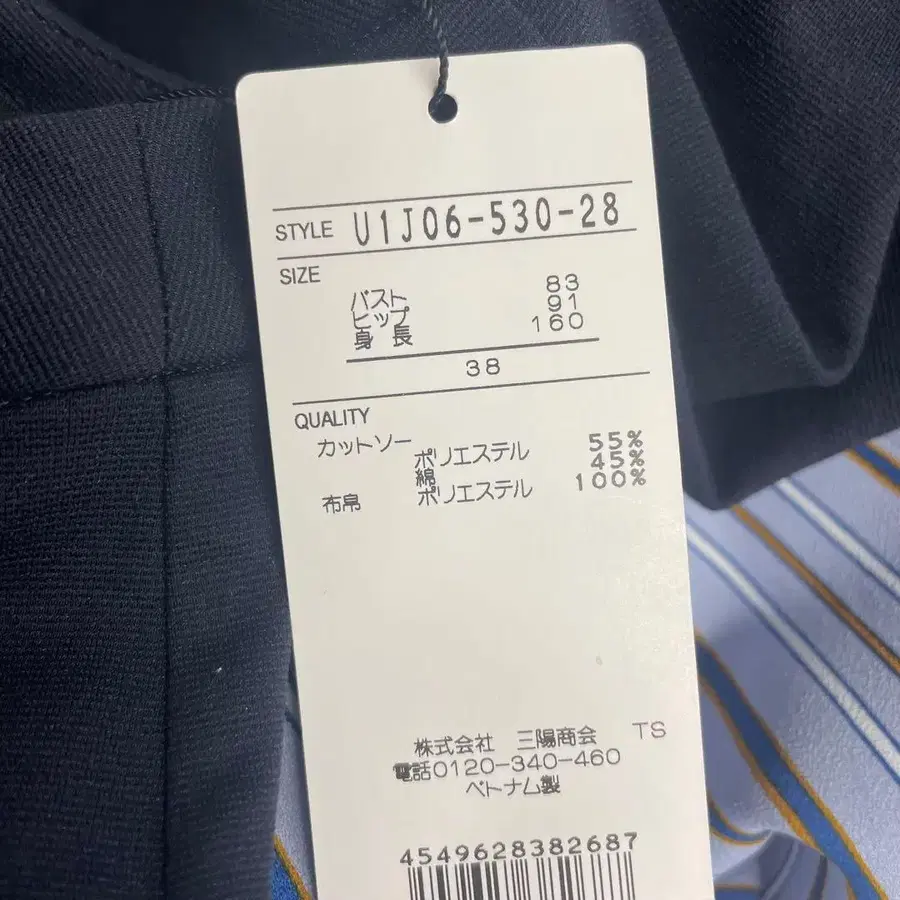 STYLE U1J06-530-28
SIZE
バスト 83
ヒップ 91
身長 160
38
QUALITY
カットソー
ポリエステル 55%
綿 45%
布帛 ポリエステル 100%
株式会社 三陽商会 TS
電話0120-340-460
ベトナム製
4549628382687